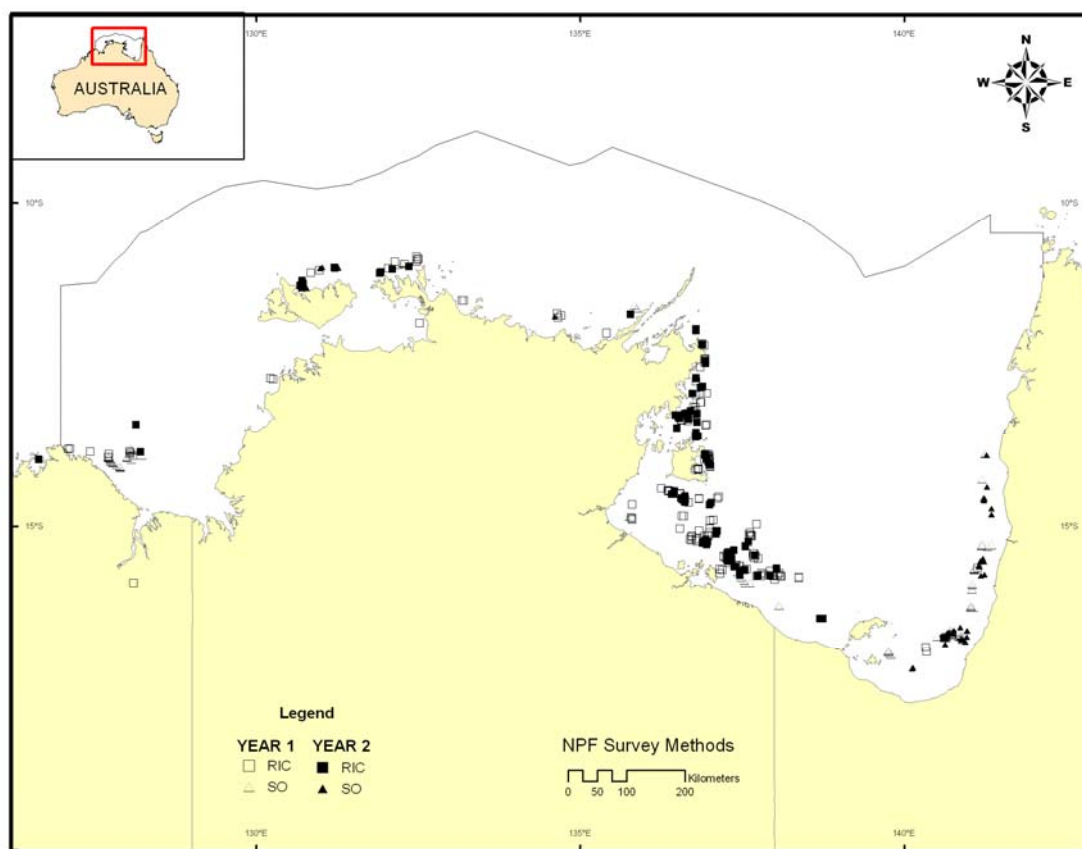 130°E 135°E 140°E
AUSTRALIA
N
W E
S
10°S 10°S
15°S 15°S
Legend
YEAR 1 YEAR 2
RIC RIC
SO SO
NPF Survey Methods
Kilometers
0 50 100 200
130°E 135°E 140°E